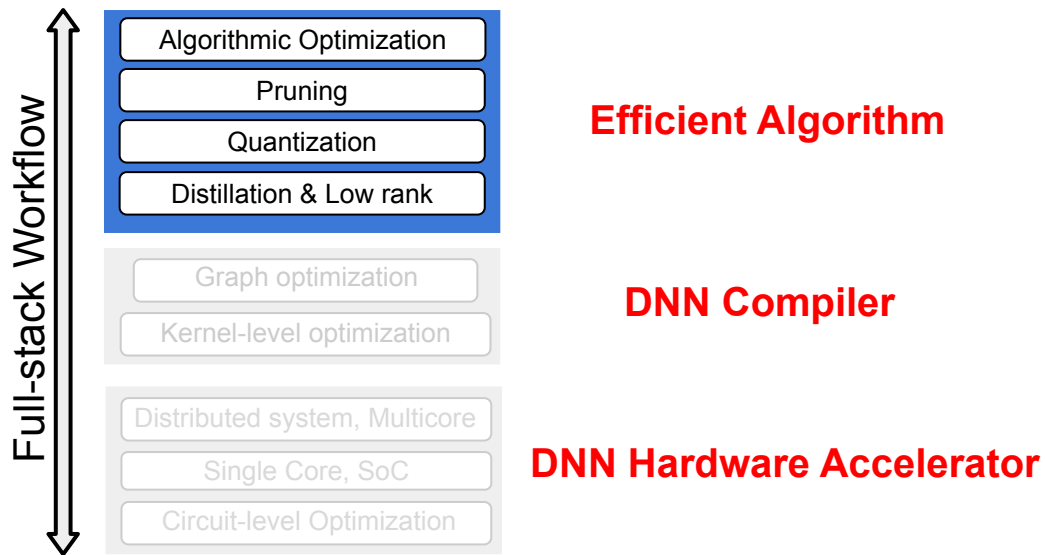 Full-stack Workflow
Algorithmic Optimization
Pruning
Quantization
Distillation & Low rank
Efficient Algorithm
Graph optimization
Kernel-level optimization
DNN Compiler
Distributed system, Multicore
Single Core, SoC
Circuit-level Optimization
DNN Hardware Accelerator